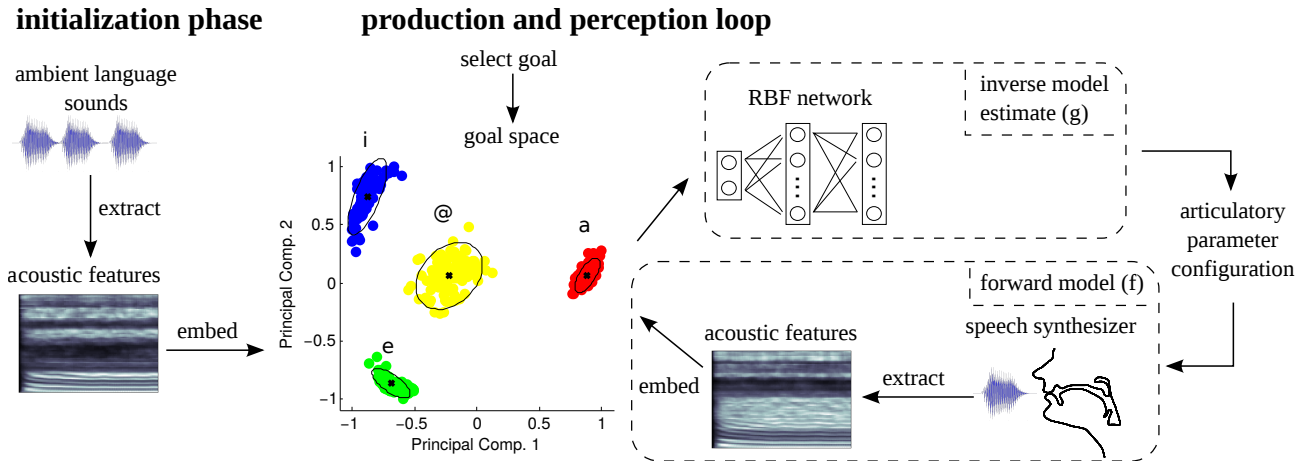 initialization phase
production and perception loop
ambient language
sounds
extract
acoustic features
embed
select goal
goal space
i
@
a
e
1
0.5
0
−0.5
−1
Principal Comp. 2
−1
−0.5
0
0.5
1
Principal Comp. 1
RBF network
inverse model
estimate (g)
articulatory
parameter
configuration
forward model (f)
speech synthesizer
extract
acoustic features
embed